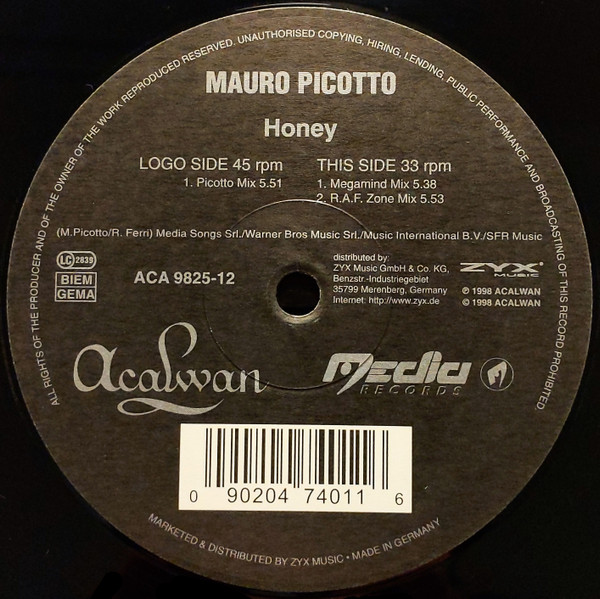 ALL RIGHTS OF THE PRODUCER AND OF THE OWNER OF THE WORK REPRODUCED RESERVED. UNAUTHORISED COPYING, HIRING, LENDING, PUBLIC PERFORMANCE AND BROADCASTING OF THIS RECORD PROHIBITED.
MAURO PICOTTO
Honey
LOGO SIDE 45 rpm
1. Picotto Mix 5.51
THIS SIDE 33 rpm
1. Megamind Mix 5.38
2. R.A.F. Zone Mix 5.53
(M.Picotto/R. Ferri) Media Songs Srl./Warner Bros Music Srl./Music International B.V./SFR Music
LC 2839
BIEM
GEMA
ACA 9825-12
distributed by:
ZYX Music GmbH & Co. KG,
Benzstr.-Industriegebiet
35799 Merenberg, Germany
Internet: http://www.zyx.de
ZYX
MUSIC
℗ 1998 ACALWAN
© 1998 ACALWAN
Acalwan
Media
RECORDS
0 90204 74011 6
MARKETED & DISTRIBUTED BY ZYX MUSIC • MADE IN GERMANY